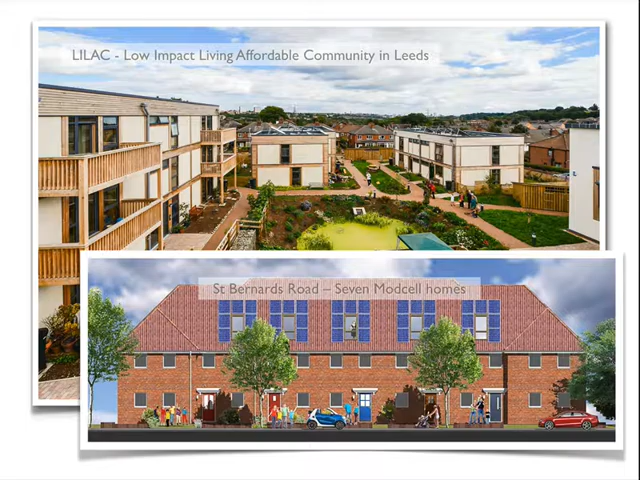 LILAC - Low Impact Living Affordable Community in Leeds
St Bernards Road – Seven Modcell homes